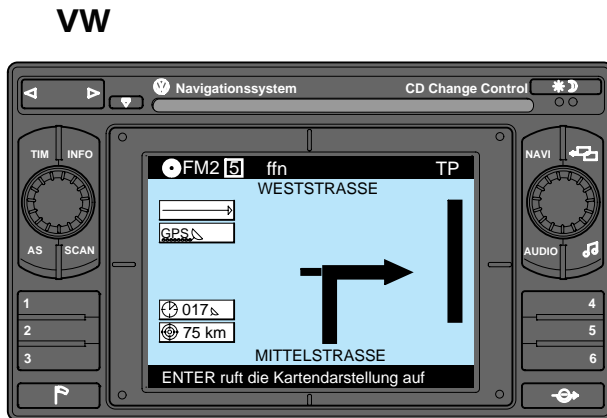 VW
Navigationssystem CD Change Control
TIM INFO
NAVI
FM2 5 ffn TP
WESTSTRASSE
GPS
AS SCAN
AUDIO
017
75 km
1
2
3
4
5
6
MITTELSTRASSE
ENTER ruft die Kartendarstellung auf